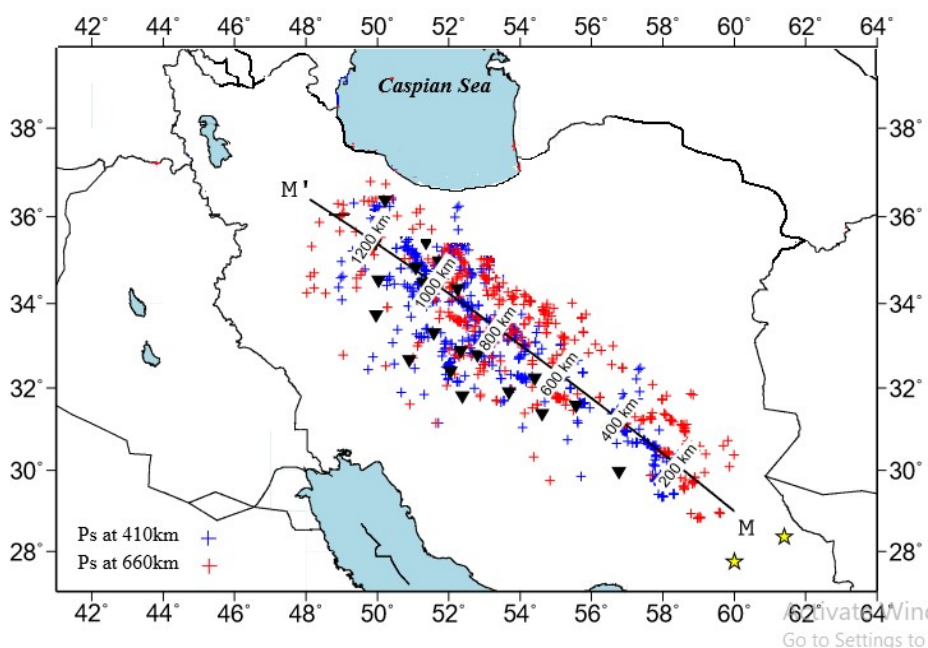 42° 44° 46° 48° 50° 52° 54° 56° 58° 60° 62° 64°
Caspian Sea
38° 38°
M'
36° 36°
1200 km
34° 34°
1000 km
800 km
32° 32°
600 km
400 km
30° 30°
200 km
M
Ps at 410km
28° 28°
Ps at 660km
42° 44° 46° 48° 50° 52° 54° 56° 58° 60° 62° 64°
Activate Wind
Go to Settings to